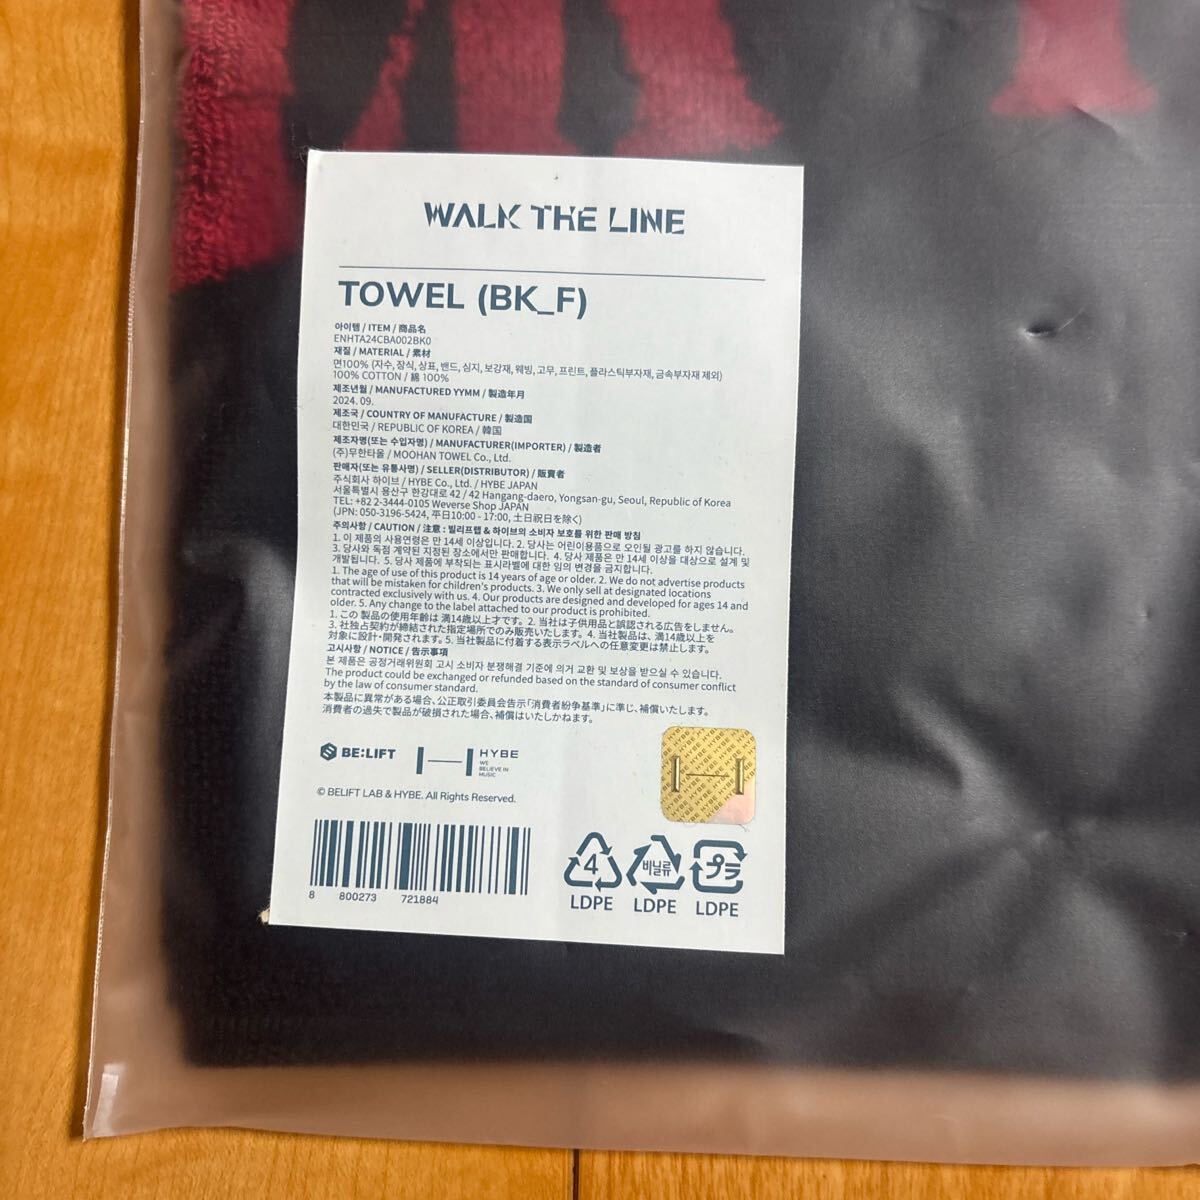 WALK THE LINE
TOWEL (BK_F)
아이템 / ITEM / 商品名
ENHTA24CBA002BK0
재질 / MATERIAL / 素材
면100% (자수, 장식, 상표, 밴드, 심지, 보강재, 웨빙, 고무, 프린트, 플라스틱부자재, 금속부자재 제외)
100% COTTON / 綿 100%
제조년월 / MANUFACTURED YYMM / 製造年月
2024. 09.
제조국 / COUNTRY OF MANUFACTURE / 製造国
대한민국 / REPUBLIC OF KOREA / 韓国
제조자명(또는 수입자명) / MANUFACTURER(IMPORTER) / 製造者
(주)무한타올 / MOOHAN TOWEL Co., Ltd.
판매자(또는 유통사명) / SELLER(DISTRIBUTOR) / 販賣者
주식회사 하이브 / HYBE Co., Ltd. / HYBE JAPAN
서울특별시 용산구 한강대로 42 / 42 Hangang-daero, Yongsan-gu, Seoul, Republic of Korea
TEL: +82 2-3444-0105 Weverse Shop JAPAN
(JPN: 050-3196-5424, 平日10:00 - 17:00, 土日祝日を除く)
주의사항 / CAUTION / 注意 : 빌리프랩 & 하이브의 소비자 보호를 위한 판매 방침
1. 이 제품의 사용연령은 만 14세 이상입니다. 2. 당사는 어린이용품으로 오인될 광고를 하지 않습니다.
3. 당사와 독점 계약된 지정된 장소에서만 판매합니다. 4. 당사 제품은 만 14세 이상을 대상으로 설계 및
개발됩니다. 5. 당사 제품에 부착되는 표시라벨에 대한 임의 변경을 금지합니다.
1. The age of use of this product is 14 years of age or older. 2. We do not advertise products
that will be mistaken for children's products. 3. We only sell at designated locations
contracted exclusively with us. 4. Our products are designed and developed for ages 14 and
older. 5. Any change to the label attached to our product is prohibited.
1. この 製品の使用年齢は 満14歳以上才です。 2. 当社は子供用品と誤認される広告をしません。
3. 社独占契約が締結された指定場所でのみ販売いたします。 4. 当社製品は、満14歳以上を
対象に設計・開発されます。 5. 当社製品に付着する表示ラベルへの任意変更は禁止します。
고시사항 / NOTICE / 告示事項
본 제품은 공정거래위원회 고시 소비자 분쟁해결 기준에 의거 교환 및 보상을 받으실 수 있습니다.
The product could be exchanged or refunded based on the standard of consumer conflict
by the law of consumer standard.
本製品に異常がある場合、公正取引委員会告示「消費者紛争基準」に準じ、補償いたします。
消費者の過失で製品が破損された場合、補償はいたしかねます。
BE:LIFT HYBE
WE
BELIEVE IN
MUSIC
© BELIFT LAB & HYBE. All Rights Reserved.
HYBE HYBE HYBE
8 800273 721884
4 비닐류 プラ
LDPE LDPE LDPE